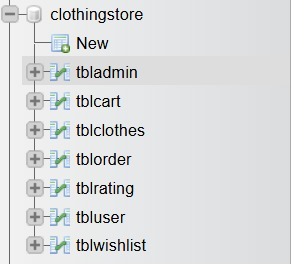 clothingstore
New
tbladmin
tblcart
tblclothes
tblorder
tblrating
tbluser
tblwishlist